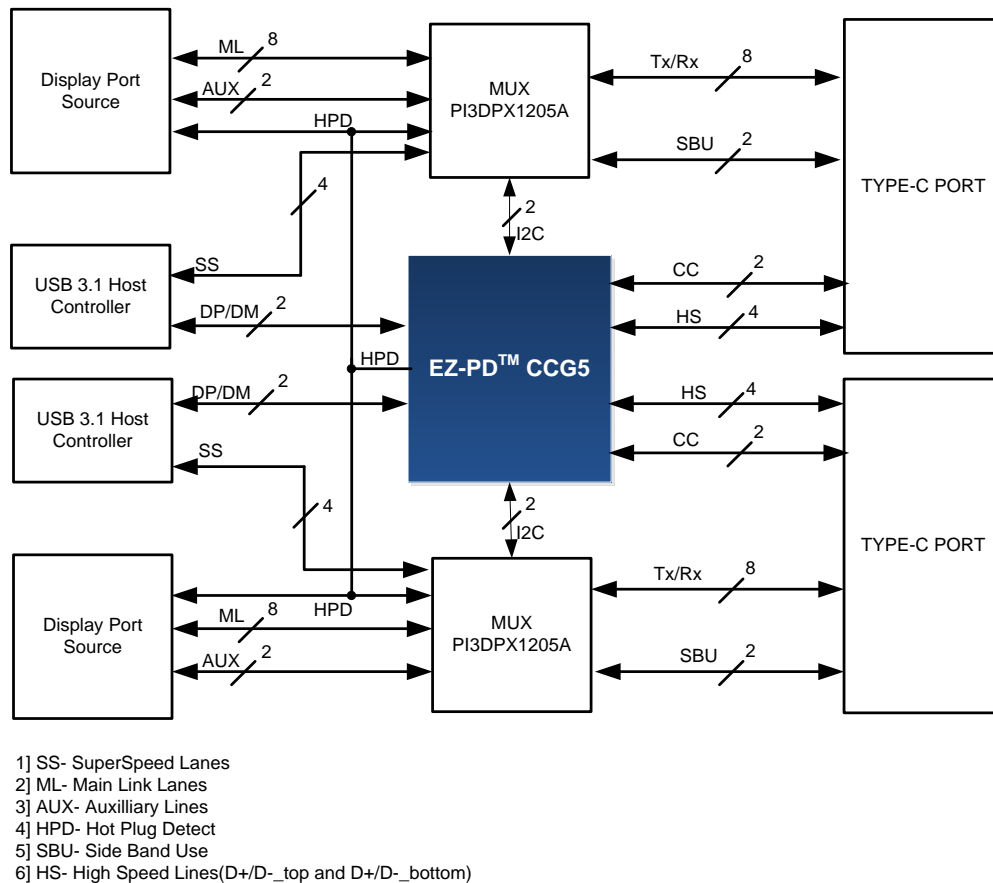 Display Port
Source
ML
8
AUX
2
HPD
MUX
PI3DPX1205A
Tx/Rx
8
SBU
2
TYPE-C PORT
4
2
I2C
USB 3.1 Host
Controller
SS
DP/DM
2
HPD
EZ-PD™ CCG5
CC
2
HS
4
USB 3.1 Host
Controller
DP/DM
2
SS
4
HS
4
CC
2
2
I2C
TYPE-C PORT
Display Port
Source
HPD
ML
8
AUX
2
MUX
PI3DPX1205A
Tx/Rx
8
SBU
2
1] SS- SuperSpeed Lanes
2] ML- Main Link Lanes
3] AUX- Auxilliary Lines
4] HPD- Hot Plug Detect
5] SBU- Side Band Use
6] HS- High Speed Lines(D+/D-_top and D+/D-_bottom)